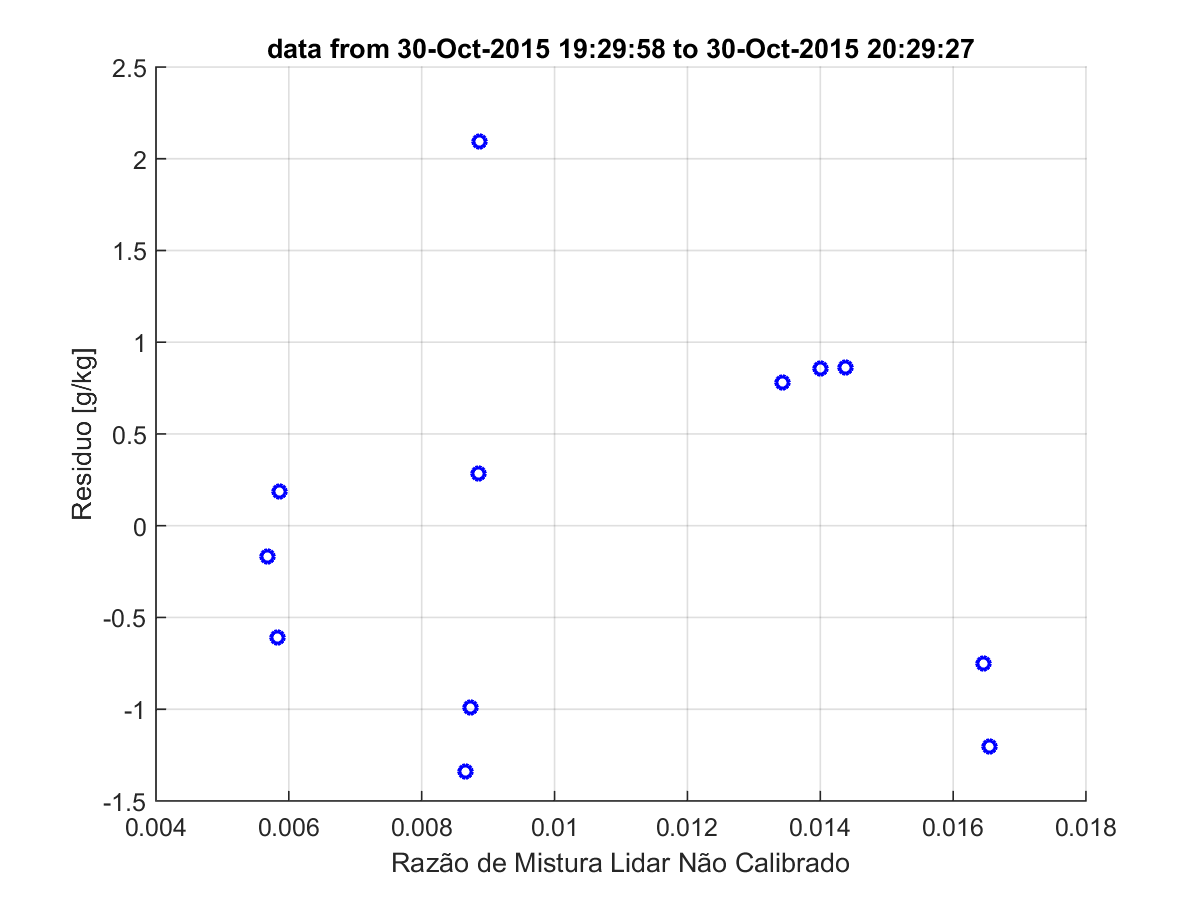 data from 30-Oct-2015 19:29:58 to 30-Oct-2015 20:29:27
2.5
2
1.5
1
0.5
0
-0.5
-1
-1.5
Residuo [g/kg]
0.004 0.006 0.008 0.01 0.012 0.014 0.016 0.018
Razão de Mistura Lidar Não Calibrado